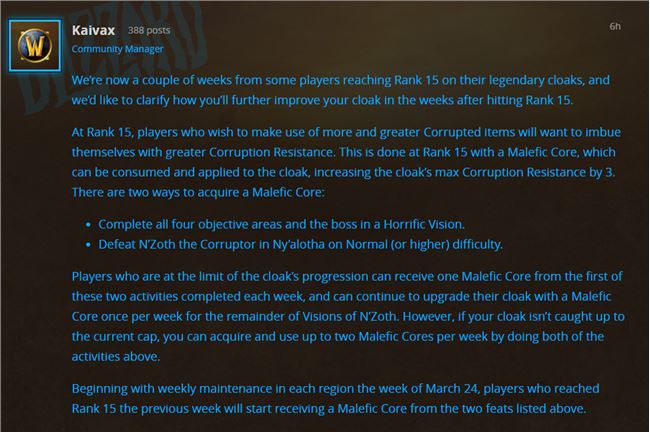 Kaivax 388 posts 6h
Community Manager
We're now a couple of weeks from some players reaching Rank 15 on their legendary cloaks, and
we'd like to clarify how you'll further improve your cloak in the weeks after hitting Rank 15.
At Rank 15, players who wish to make use of more and greater Corrupted items will want to imbue
themselves with greater Corruption Resistance. This is done at Rank 15 with a Malefic Core, which
can be consumed and applied to the cloak, increasing the cloak's max Corruption Resistance by 3.
There are two ways to acquire a Malefic Core:
• Complete all four objective areas and the boss in a Horrific Vision.
• Defeat N'Zoth the Corruptor in Ny'alotha on Normal (or higher) difficulty.
Players who are at the limit of the cloak's progression can receive one Malefic Core from the first of
these two activities completed each week, and can continue to upgrade their cloak with a Malefic
Core once per week for the remainder of Visions of N'Zoth. However, if your cloak isn't caught up to
the current cap, you can acquire and use up to two Malefic Cores per week by doing both of the
activities above.
Beginning with weekly maintenance in each region the week of March 24, players who reached
Rank 15 the previous week will start receiving a Malefic Core from the two feats listed above.
W
BLIZZARD